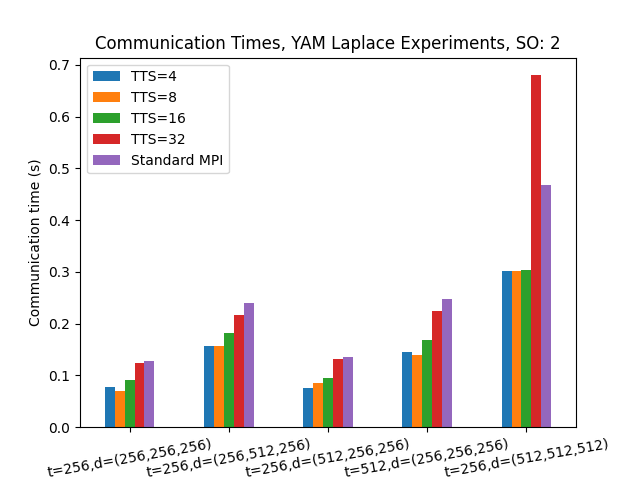 Communication Times, YAM Laplace Experiments, SO: 2
0.7
0.6
0.5
0.4
0.3
0.2
0.1
0.0
Communication time (s)
TTS=4
TTS=8
TTS=16
TTS=32
Standard MPI
t=256,d=(256,256,256)
t=256,d=(256,512,256)
t=256,d=(512,256,256)
t=512,d=(256,256,256)
t=256,d=(512,512,512)